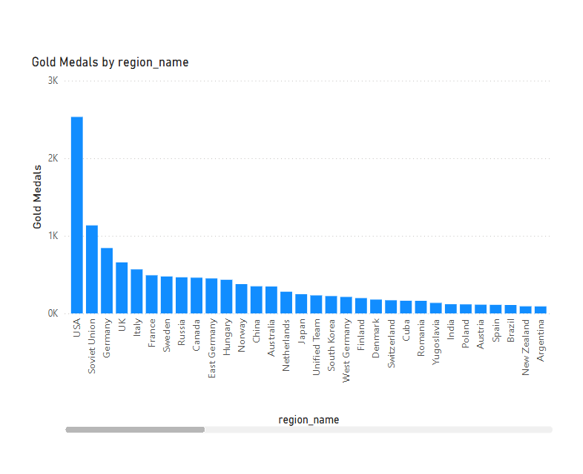 Gold Medals by region_name
3K
2K
1K
0K
Gold Medals
USA
Soviet Union
Germany
UK
Italy
France
Sweden
Russia
Canada
East Germany
Hungary
Norway
China
Australia
Netherlands
Japan
Unified Team
South Korea
West Germany
Finland
Denmark
Switzerland
Cuba
Romania
Yugoslavia
India
Poland
Austria
Spain
Brazil
New Zealand
Argentina
region_name